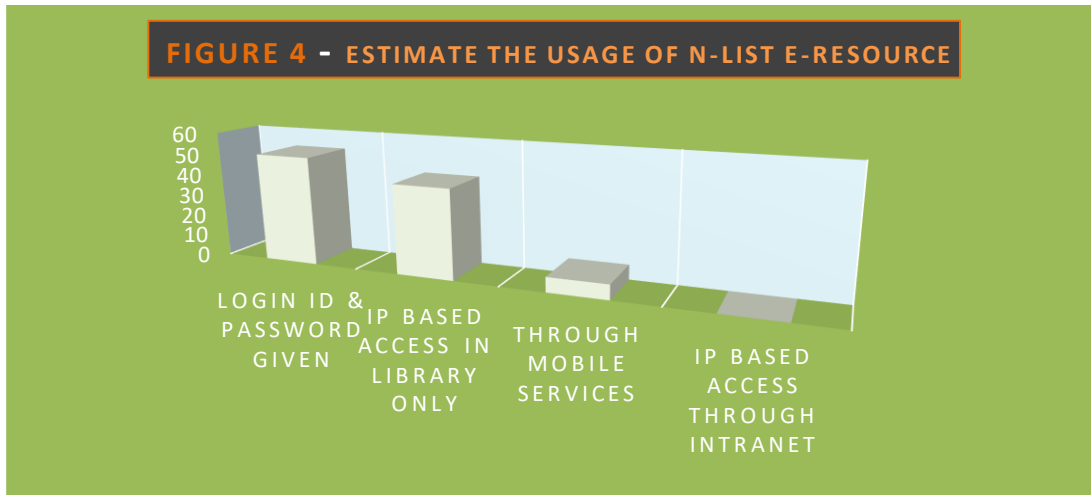 FIGURE 4 - ESTIMATE THE USAGE OF N-LIST E-RESOURCE
60
50
40
30
20
10
0
LOGIN ID &
PASSWORD
GIVEN
IP BASED
ACCESS IN
LIBRARY
ONLY
THROUGH
MOBILE
SERVICES
IP BASED
ACCESS
THROUGH
INTRANET